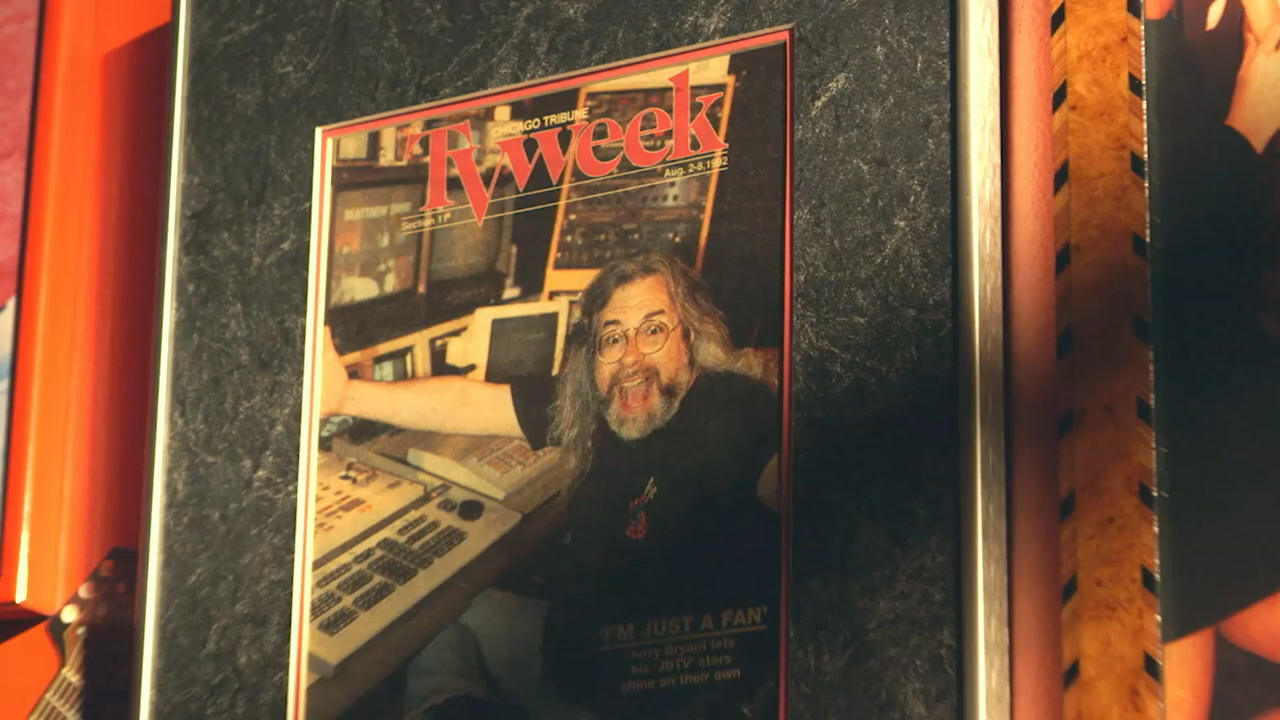 CHICAGO TRIBUNE
TVweek
Aug. 2-8, 1992
Section 11
'I'M JUST A FAN'
Jerry Bryant lets
his 'JBTV' stars
shine on their own